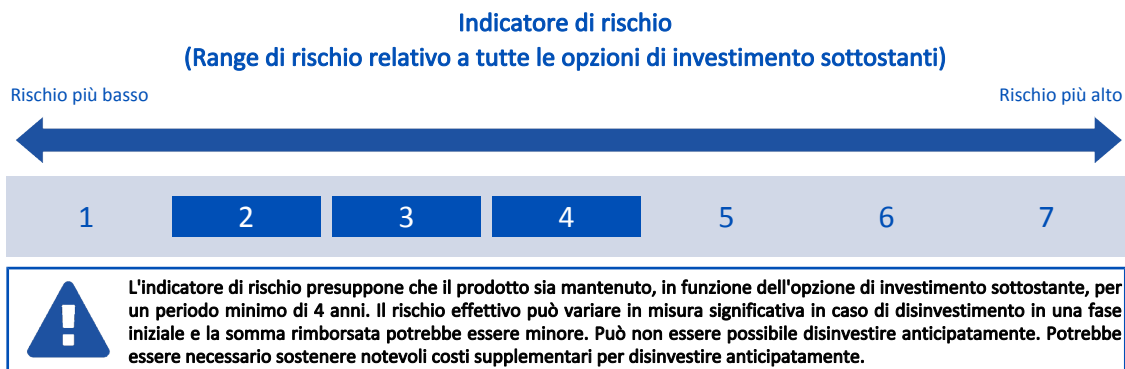 Indicatore di rischio
(Range di rischio relativo a tutte le opzioni di investimento sottostanti)
Rischio più basso
Rischio più alto
1 2 3 4 5 6 7
L'indicatore di rischio presuppone che il prodotto sia mantenuto, in funzione dell'opzione di investimento sottostante, per
un periodo minimo di 4 anni. Il rischio effettivo può variare in misura significativa in caso di disinvestimento in una fase
iniziale e la somma rimborsata potrebbe essere minore. Può non essere possibile disinvestire anticipatamente. Potrebbe
essere necessario sostenere notevoli costi supplementari per disinvestire anticipatamente.